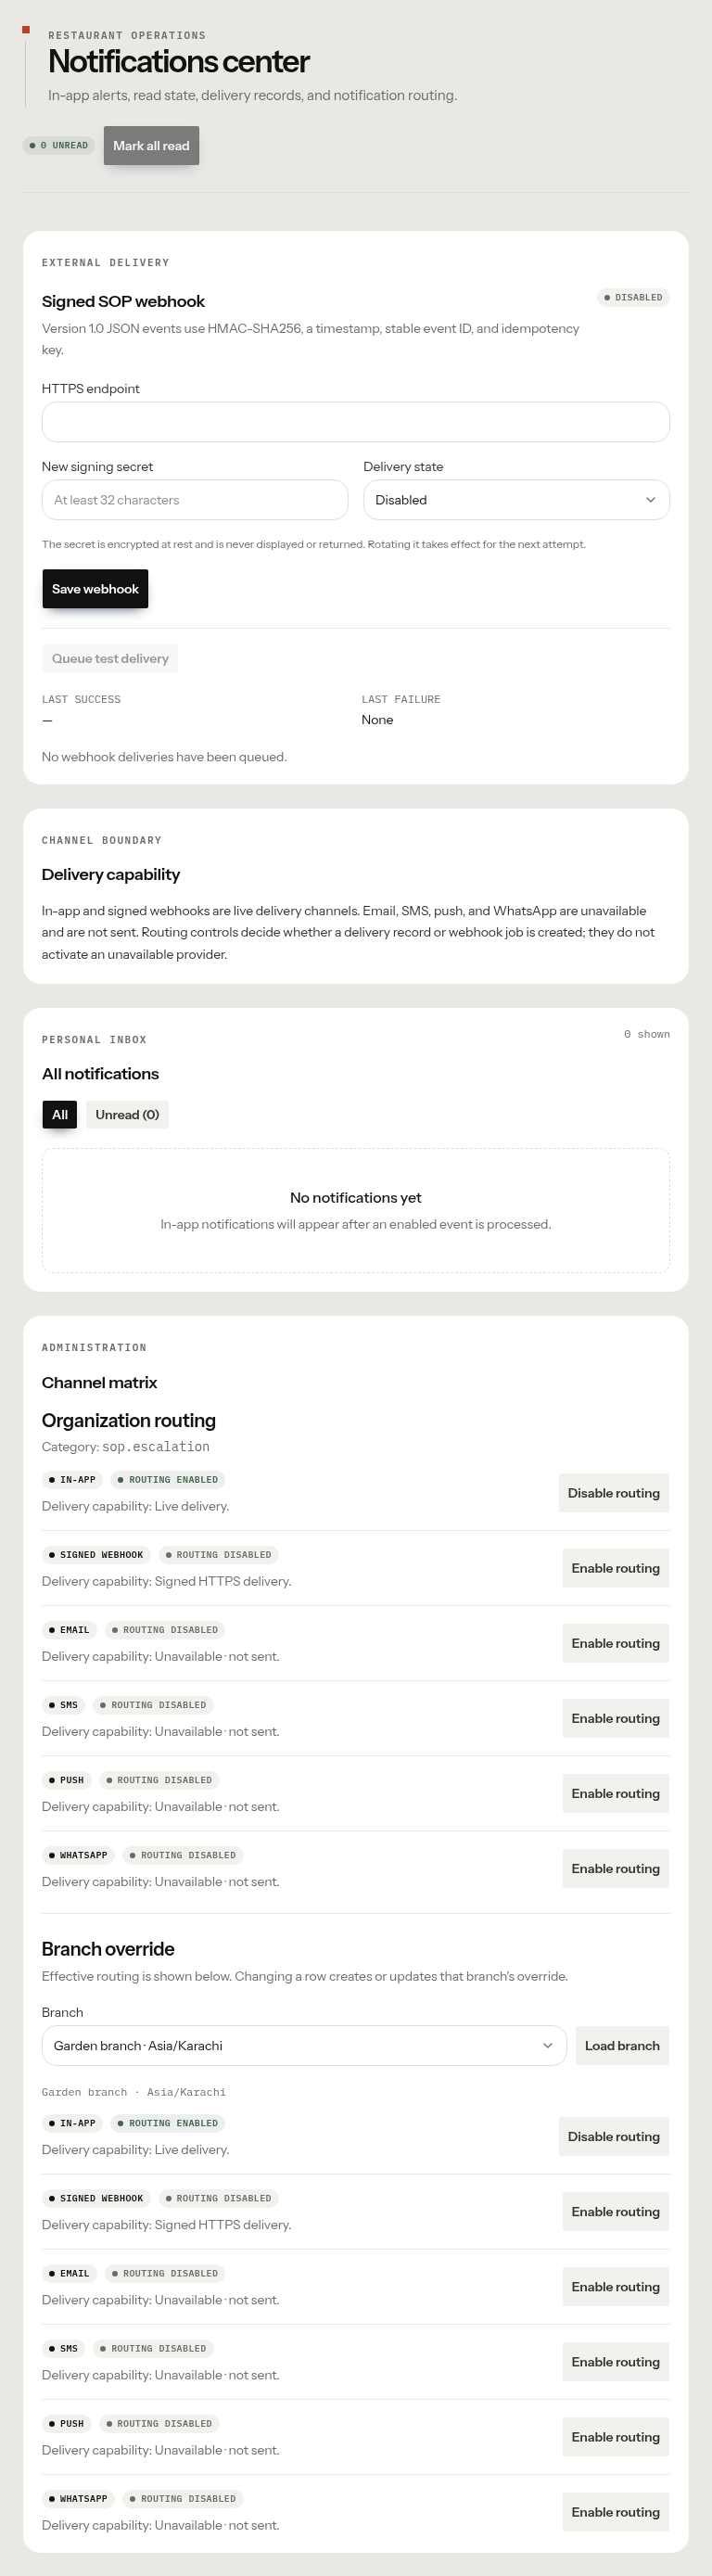 RESTAURANT OPERATIONS
Notifications center
In-app alerts, read state, delivery records, and notification routing.
0 UNREAD
Mark all read
EXTERNAL DELIVERY
Signed SOP webhook
DISABLED
Version 1.0 JSON events use HMAC-SHA256, a timestamp, stable event ID, and idempotency
key.
HTTPS endpoint
New signing secret
Delivery state
At least 32 characters
Disabled
The secret is encrypted at rest and is never displayed or returned. Rotating it takes effect for the next attempt.
Save webhook
Queue test delivery
LAST SUCCESS
LAST FAILURE
—
None
No webhook deliveries have been queued.
CHANNEL BOUNDARY
Delivery capability
In-app and signed webhooks are live delivery channels. Email, SMS, push, and WhatsApp are unavailable
and are not sent. Routing controls decide whether a delivery record or webhook job is created; they do not
activate an unavailable provider.
PERSONAL INBOX
0 shown
All notifications
All
Unread (0)
No notifications yet
In-app notifications will appear after an enabled event is processed.
ADMINISTRATION
Channel matrix
Organization routing
Category: sop.escalation
IN-APP
ROUTING ENABLED
Delivery capability: Live delivery.
Disable routing
SIGNED WEBHOOK
ROUTING DISABLED
Delivery capability: Signed HTTPS delivery.
Enable routing
EMAIL
ROUTING DISABLED
Delivery capability: Unavailable · not sent.
Enable routing
SMS
ROUTING DISABLED
Delivery capability: Unavailable · not sent.
Enable routing
PUSH
ROUTING DISABLED
Delivery capability: Unavailable · not sent.
Enable routing
WHATSAPP
ROUTING DISABLED
Delivery capability: Unavailable · not sent.
Enable routing
Branch override
Effective routing is shown below. Changing a row creates or updates that branch's override.
Branch
Garden branch · Asia/Karachi
Load branch
Garden branch · Asia/Karachi
IN-APP
ROUTING ENABLED
Delivery capability: Live delivery.
Disable routing
SIGNED WEBHOOK
ROUTING DISABLED
Delivery capability: Signed HTTPS delivery.
Enable routing
EMAIL
ROUTING DISABLED
Delivery capability: Unavailable · not sent.
Enable routing
SMS
ROUTING DISABLED
Delivery capability: Unavailable · not sent.
Enable routing
PUSH
ROUTING DISABLED
Delivery capability: Unavailable · not sent.
Enable routing
WHATSAPP
ROUTING DISABLED
Delivery capability: Unavailable · not sent.
Enable routing